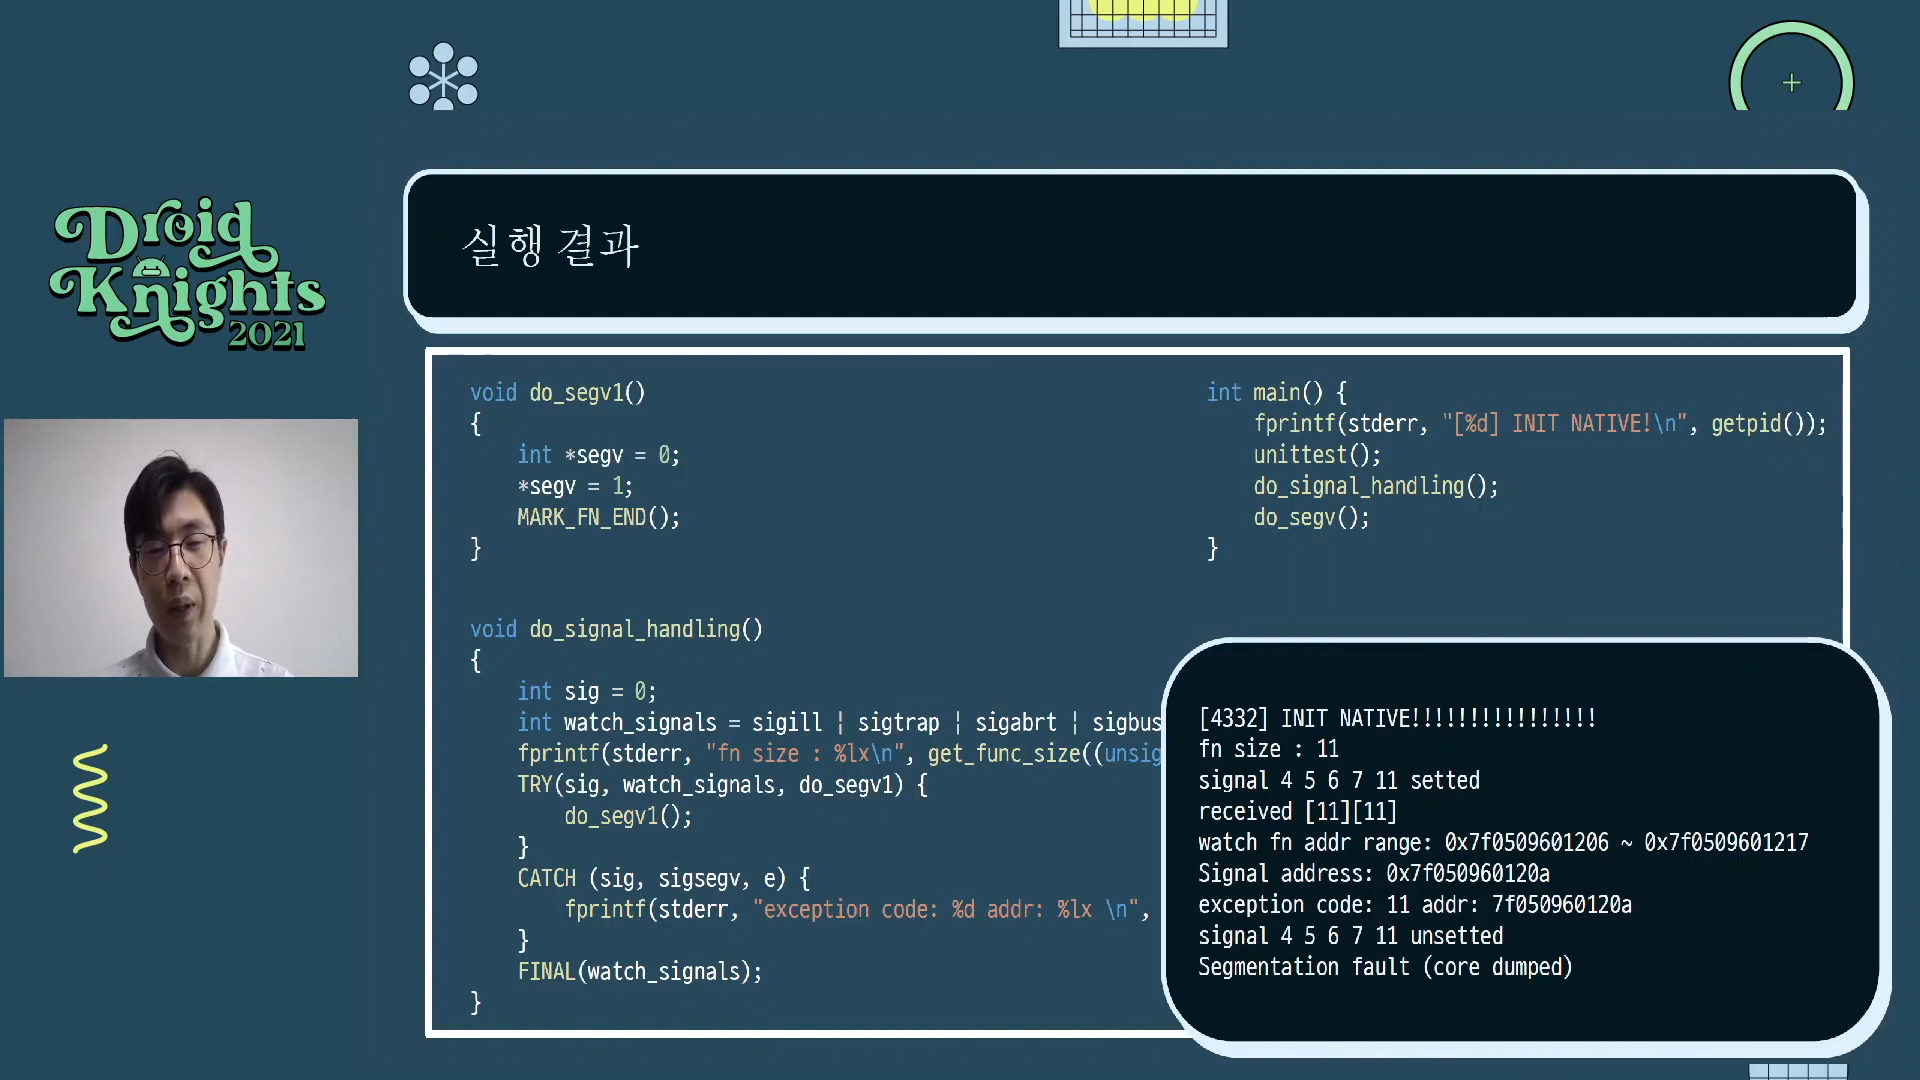 Droid
Knights
2021
실행 결과
void do_segv1()
{
    int *segv = 0;
    *segv = 1;
    MARK_FN_END();
}
void do_signal_handling()
{
    int sig = 0;
    int watch_signals = sigill | sigtrap | sigabrt | sigbus
    fprintf(stderr, "fn size : %lx\n", get_func_size((unsig
    TRY(sig, watch_signals, do_segv1) {
        do_segv1();
    }
    CATCH (sig, sigsegv, e) {
        fprintf(stderr, "exception code: %d addr: %lx \n",
    }
    FINAL(watch_signals);
}
int main() {
    fprintf(stderr, "[%d] INIT NATIVE!\n", getpid());
    unittest();
    do_signal_handling();
    do_segv();
}
[4332] INIT NATIVE!!!!!!!!!!!!!!!!
fn size : 11
signal 4 5 6 7 11 setted
received [11][11]
watch fn addr range: 0x7f0509601206 ~ 0x7f0509601217
Signal address: 0x7f050960120a
exception code: 11 addr: 7f050960120a
signal 4 5 6 7 11 unsetted
Segmentation fault (core dumped)